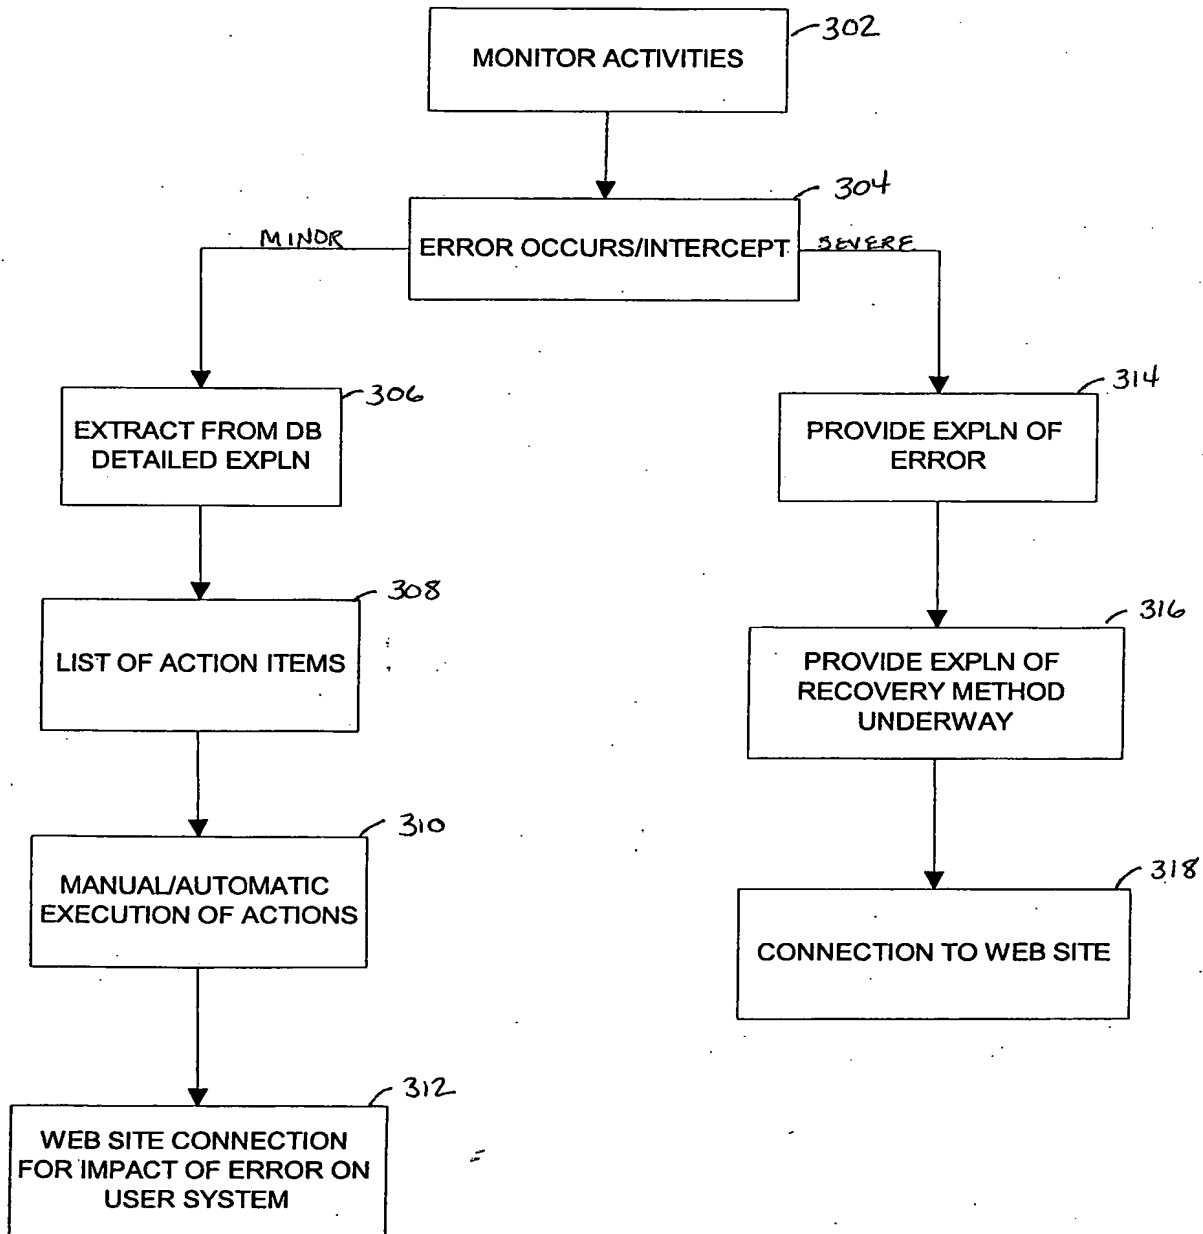 302
MONITOR ACTIVITIES
304
MINOR
ERROR OCCURS/INTERCEPT
SEVERE
306
EXTRACT FROM DB
DETAILED EXPLN
314
PROVIDE EXPLN OF
ERROR
308
LIST OF ACTION ITEMS
316
PROVIDE EXPLN OF
RECOVERY METHOD
UNDERWAY
310
MANUAL/AUTOMATIC
EXECUTION OF ACTIONS
318
CONNECTION TO WEB SITE
312
WEB SITE CONNECTION
FOR IMPACT OF ERROR ON
USER SYSTEM